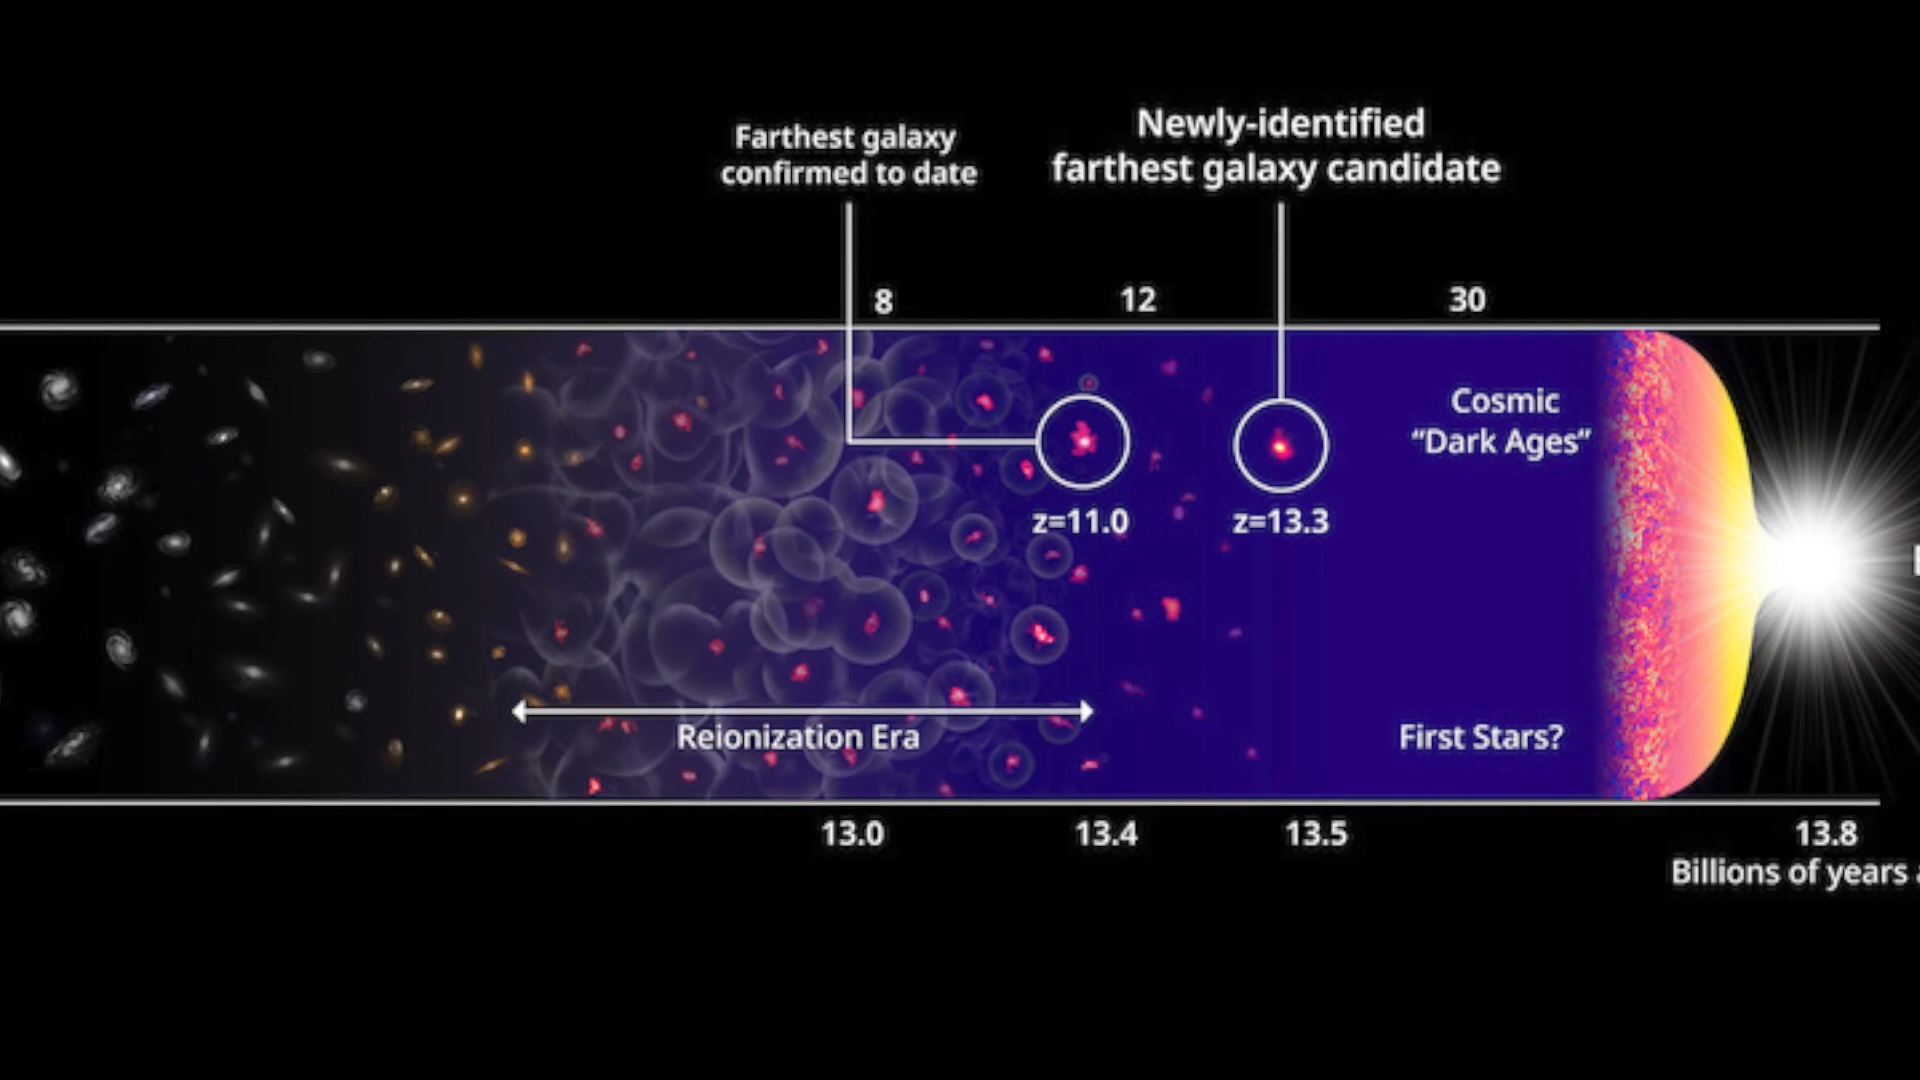 Farthest galaxy
confirmed to date
Newly-identified
farthest galaxy candidate
8
12
30
Cosmic
“Dark Ages”
z=11.0
z=13.3
Reionization Era
First Stars?
13.0
13.4
13.5
13.8
Billions of years